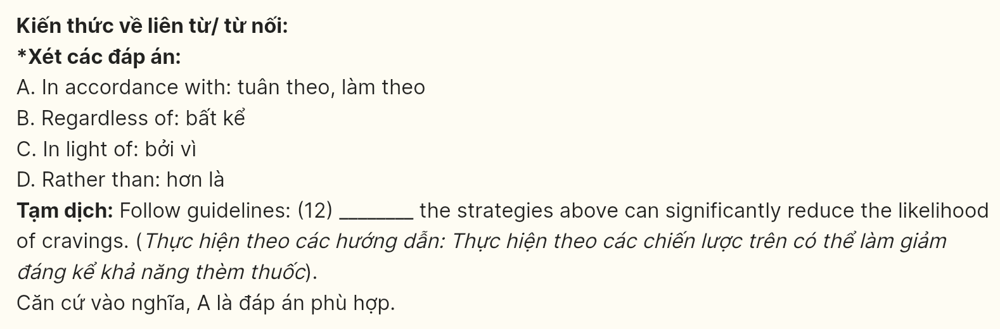 Kiến thức về liên từ/ từ nối:
*Xét các đáp án:
A. In accordance with: tuân theo, làm theo
B. Regardless of: bất kể
C. In light of: bởi vì
D. Rather than: hơn là
Tạm dịch: Follow guidelines: (12) ________ the strategies above can significantly reduce the likelihood
of cravings. (Thực hiện theo các hướng dẫn: Thực hiện theo các chiến lược trên có thể làm giảm
đáng kể khả năng thèm thuốc).
Căn cứ vào nghĩa, A là đáp án phù hợp.